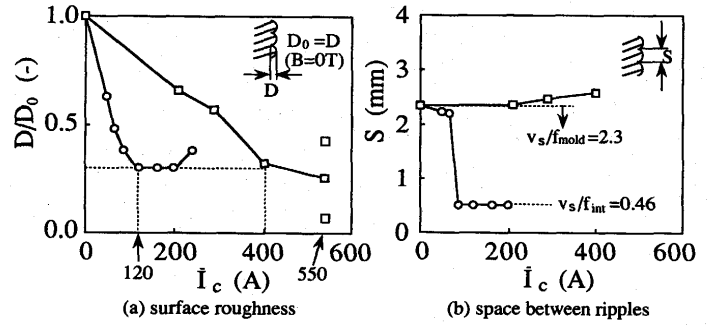 1.0
0.5
0.0
D/D₀ (-)
D₀ =D
(B=0T)
D
0
200
400
600
120
550
Ī c (A)
(a) surface roughness
4
3
2
1
0
S (mm)
S
vs/fmold=2.3
vs/fint=0.46
0
200
400
600
Ī c (A)
(b) space between ripples